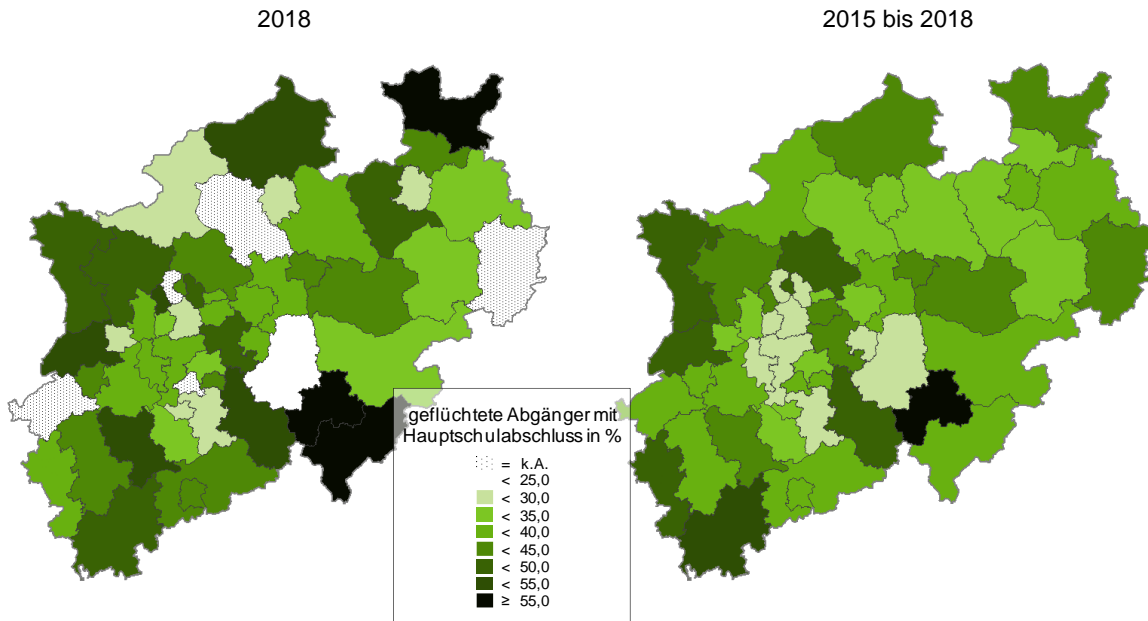 2018
2015 bis 2018
geflüchtete Abgänger mit
Hauptschulabschluss in %
= k.A.
< 25,0
< 30,0
< 35,0
< 40,0
< 45,0
< 50,0
< 55,0
≥ 55,0